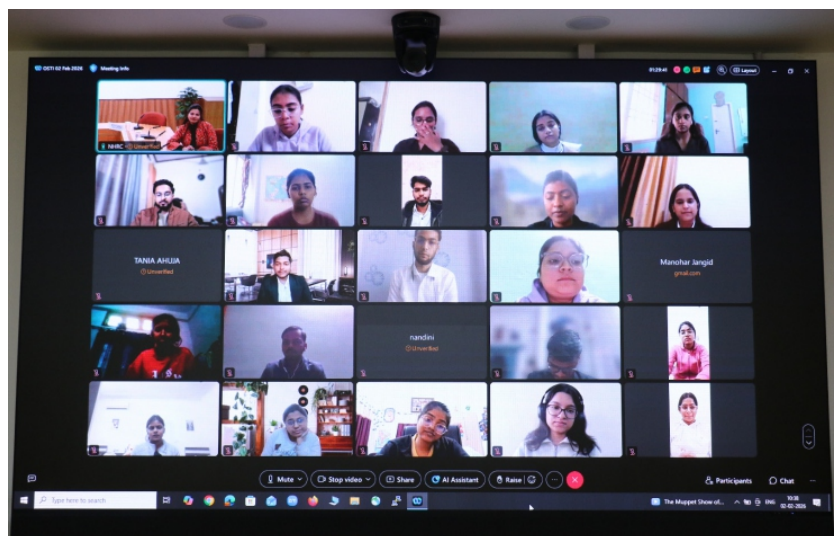 OSTI 02 Feb 2026 Meeting info
01:29:41 Layout
NHRC Unverified
TANIA AHUJA
Unverified
Manohar Jangid
gmail.com
nandini
Unverified
Mute Stop video Share AI Assistant Raise Participants Chat
Type here to search The Muppet Show of... ENG 10:38
02-02-2026